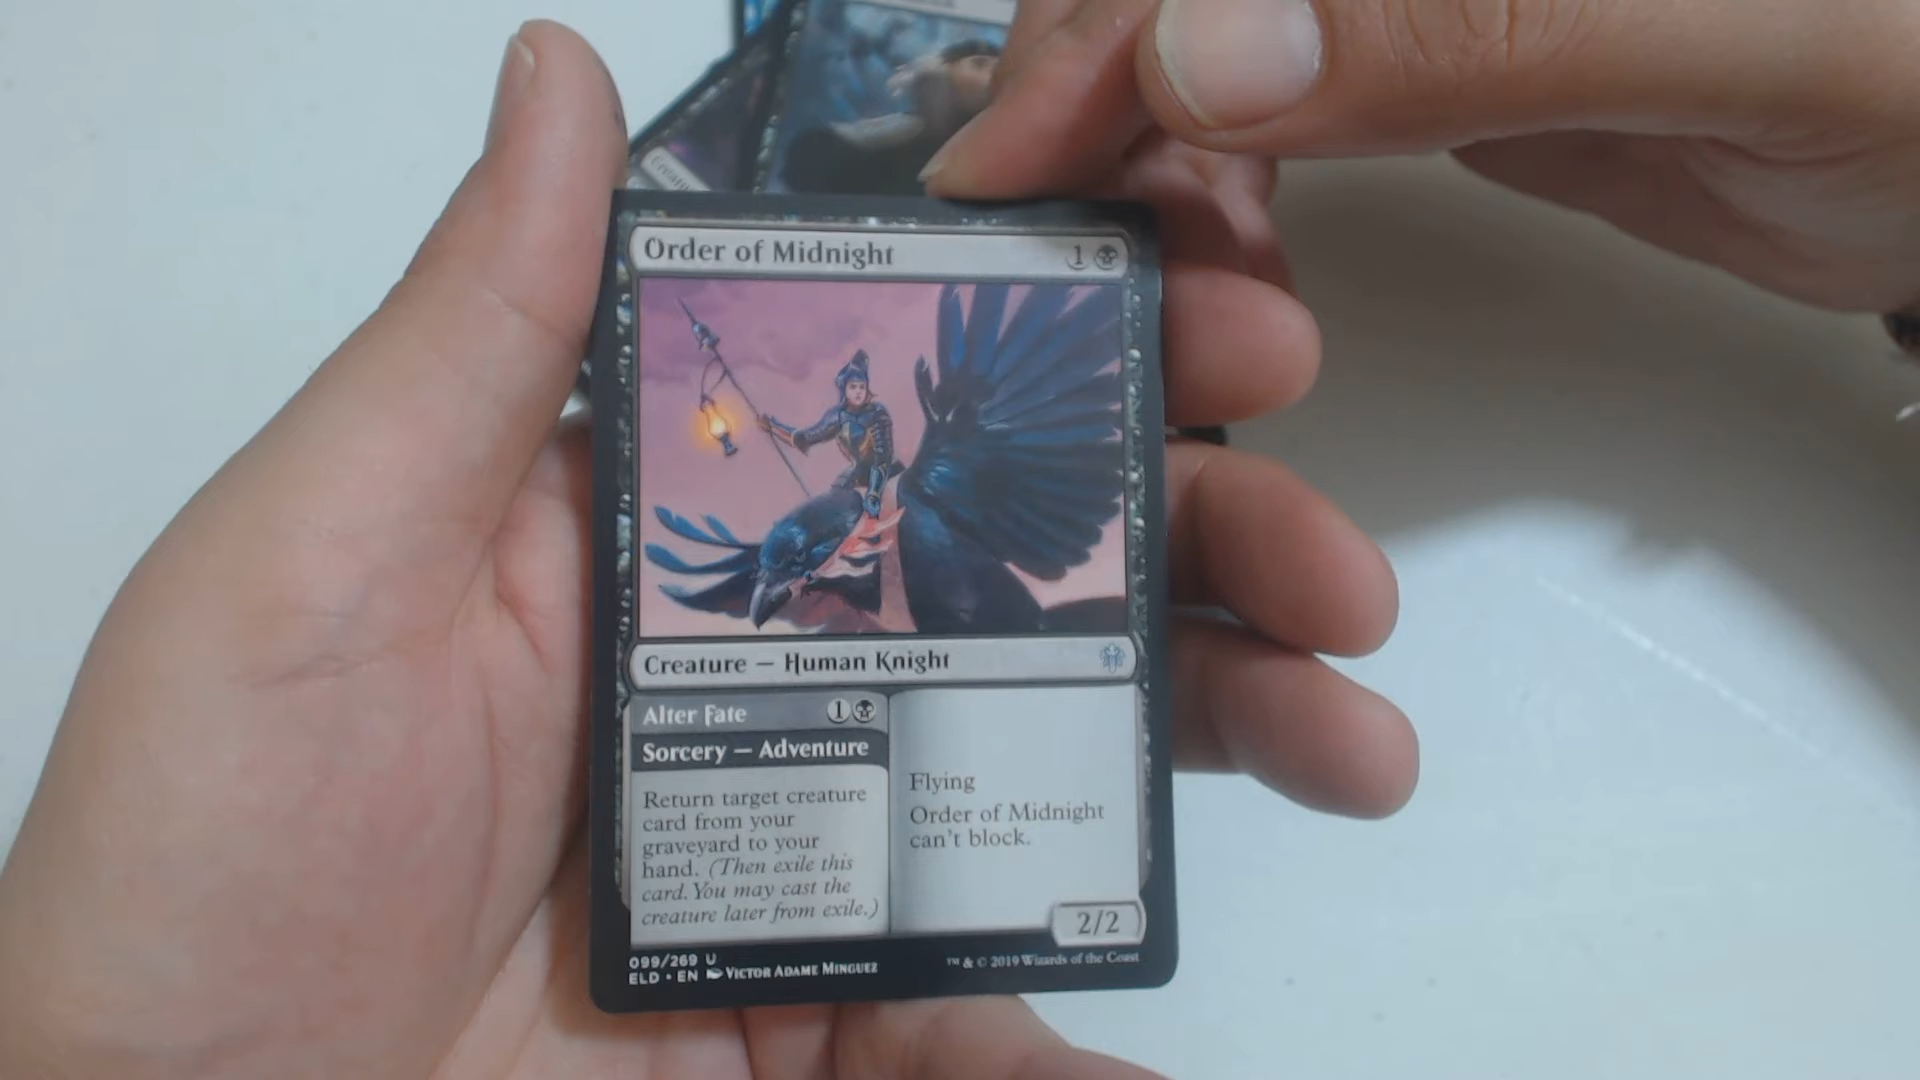 Order of Midnight 1
Creature — Human Knight
Alter Fate 1
Sorcery — Adventure
Return target creature
card from your
graveyard to your
hand. (Then exile this
card. You may cast the
creature later from exile.)
Flying
Order of Midnight
can't block.
2/2
099/269 U
ELD • EN Victor Adame Minguez
™ & © 2019 Wizards of the Coast